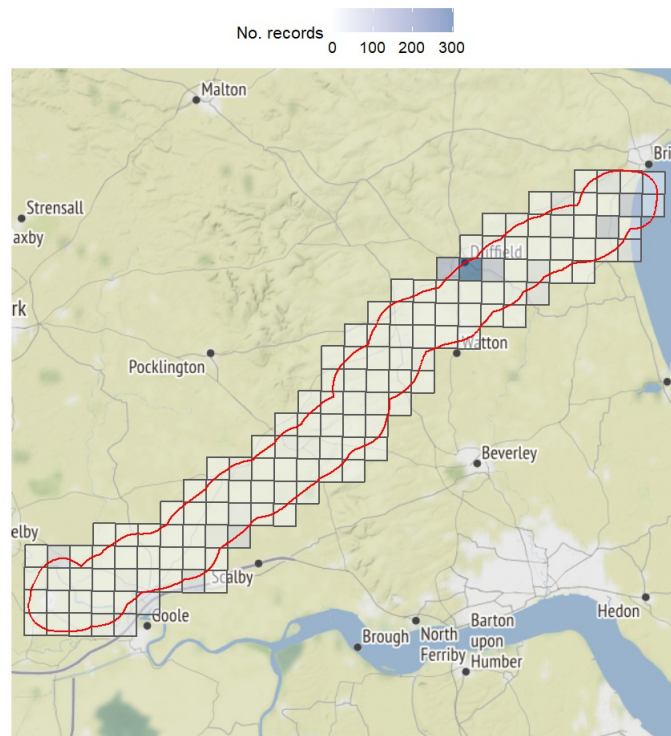 No. records
0 100 200 300
Malton
Bri
Strensall
axby
Driffield
rk
Pocklington
Watton
Beverley
elby
Scalby
Goole
Hedon
Brough
North
Ferriby
Barton
upon
Humber